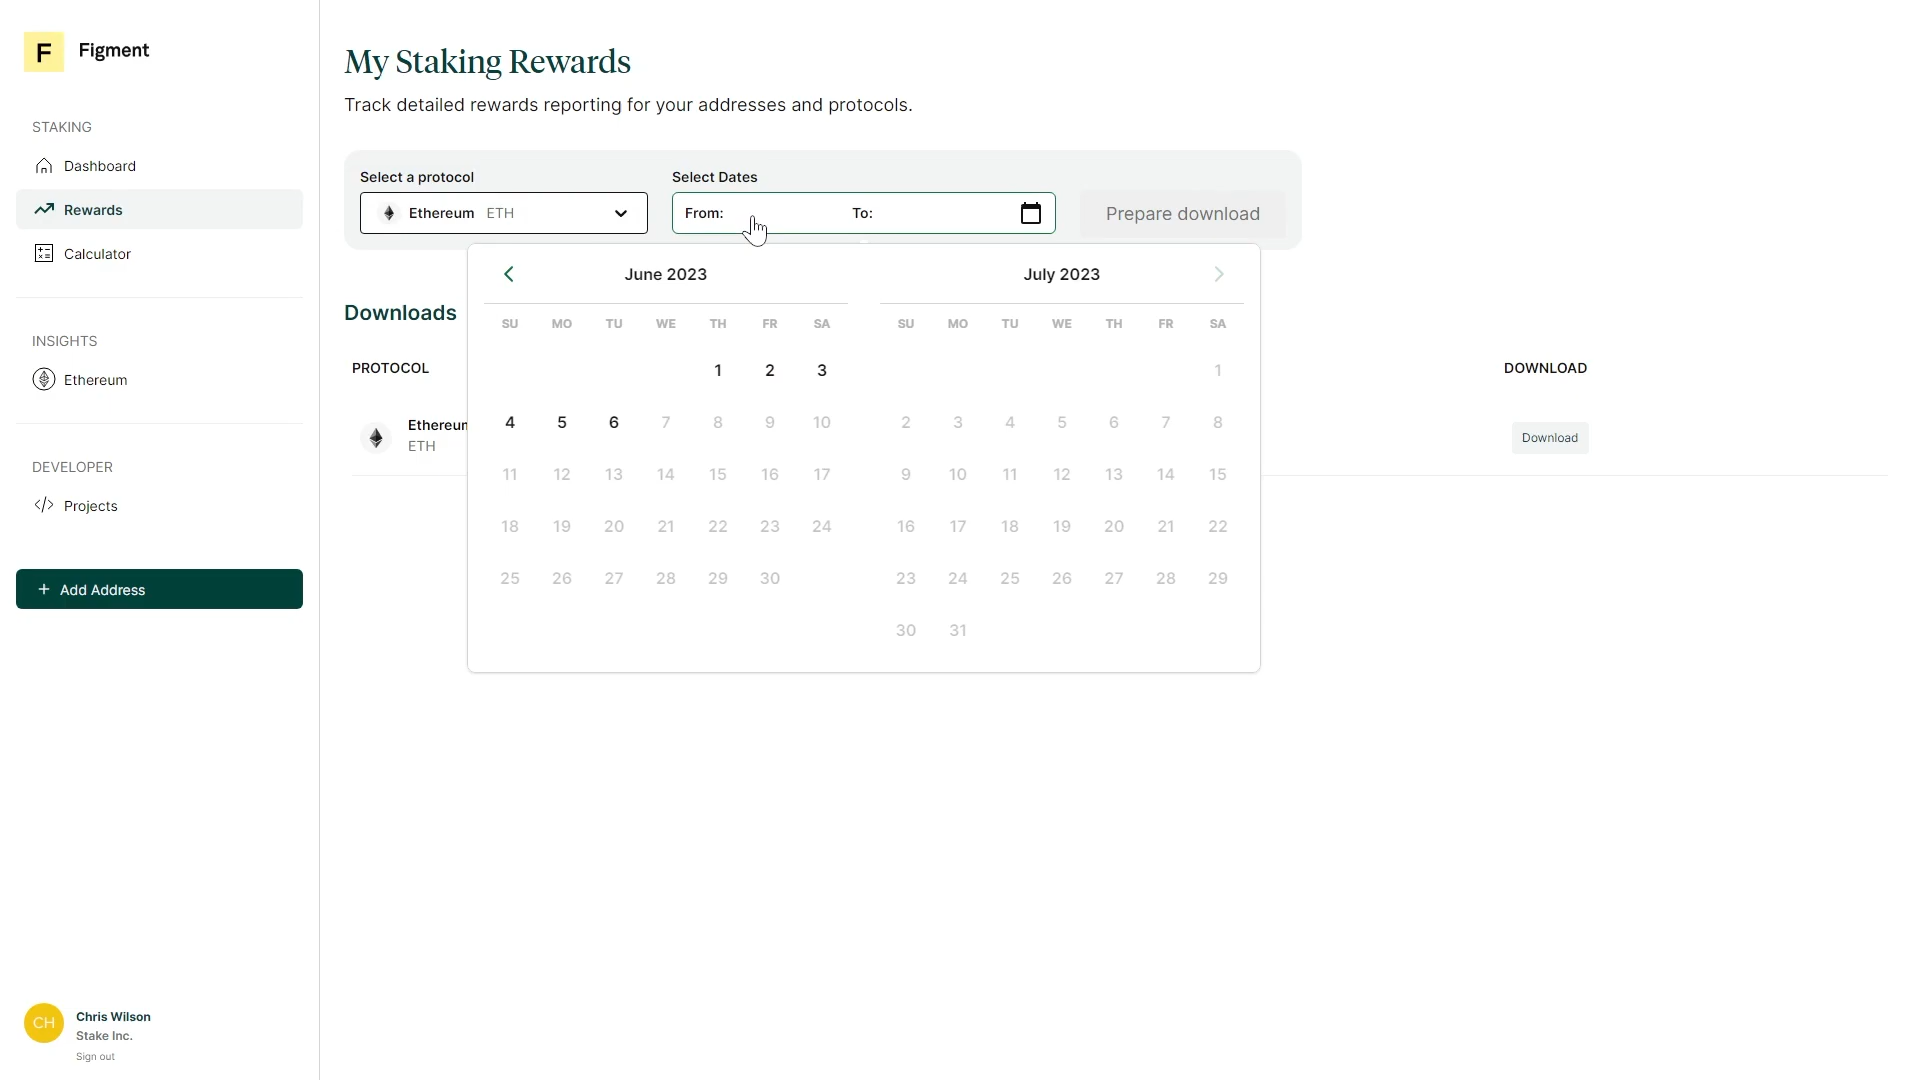 F Figment
STAKING
Dashboard
Rewards
Calculator
INSIGHTS
Ethereum
DEVELOPER
Projects
+ Add Address
CH
Chris Wilson
Stake Inc.
Sign out
My Staking Rewards
Track detailed rewards reporting for your addresses and protocols.
Select a protocol
Ethereum ETH
Select Dates
From: To:
Prepare download
June 2023
SU MO TU WE TH FR SA
1 2 3
4 5 6 7 8 9 10
11 12 13 14 15 16 17
18 19 20 21 22 23 24
25 26 27 28 29 30
July 2023
SU MO TU WE TH FR SA
1
2 3 4 5 6 7 8
9 10 11 12 13 14 15
16 17 18 19 20 21 22
23 24 25 26 27 28 29
30 31
Downloads
PROTOCOL DOWNLOAD
Ethereum
ETH
Download